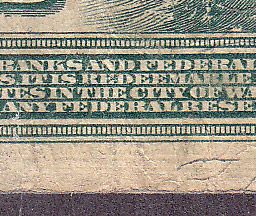 BANKS AND FEDERAL
S IT IS REDEEMABLE
TES IN THE CITY OF WA
ANY FEDERAL RESE